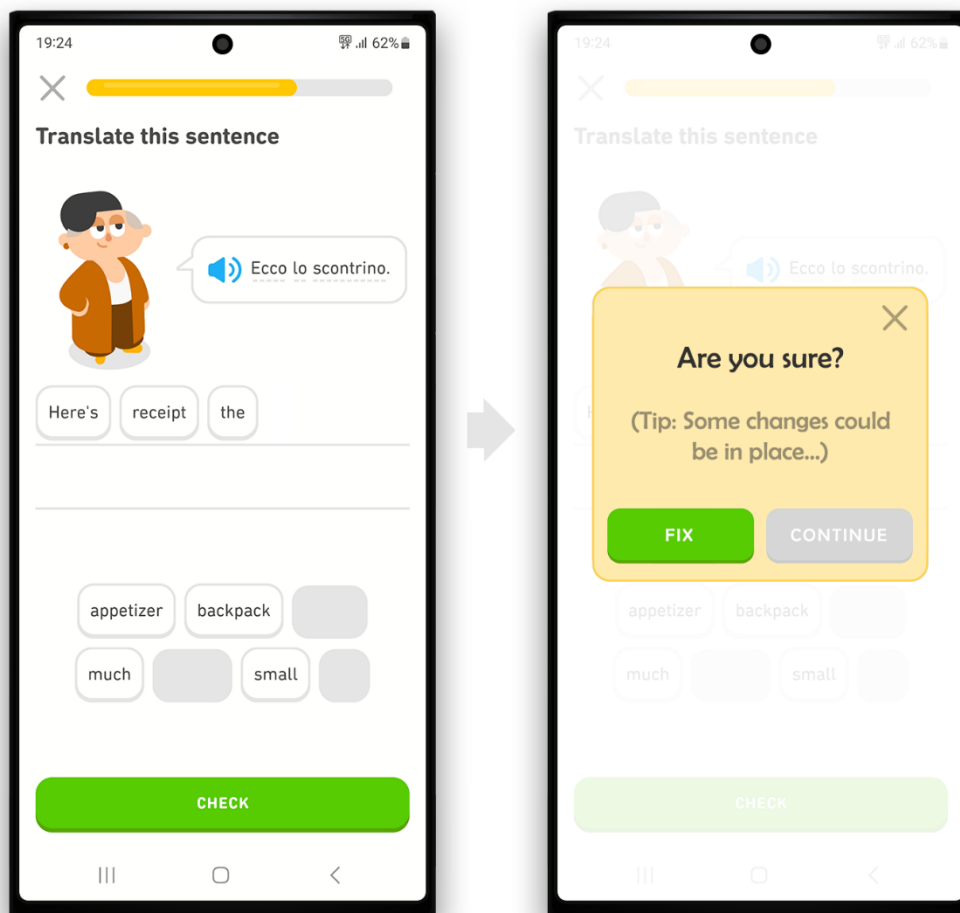 19:24
62%
Translate this sentence
Ecco lo scontrino.
Here's receipt the
appetizer backpack
much small
CHECK
19:24
62%
Translate this sentence
Ecco lo scontrino.
Are you sure?
(Tip: Some changes could
be in place...)
FIX CONTINUE
appetizer backpack
much small
CHECK